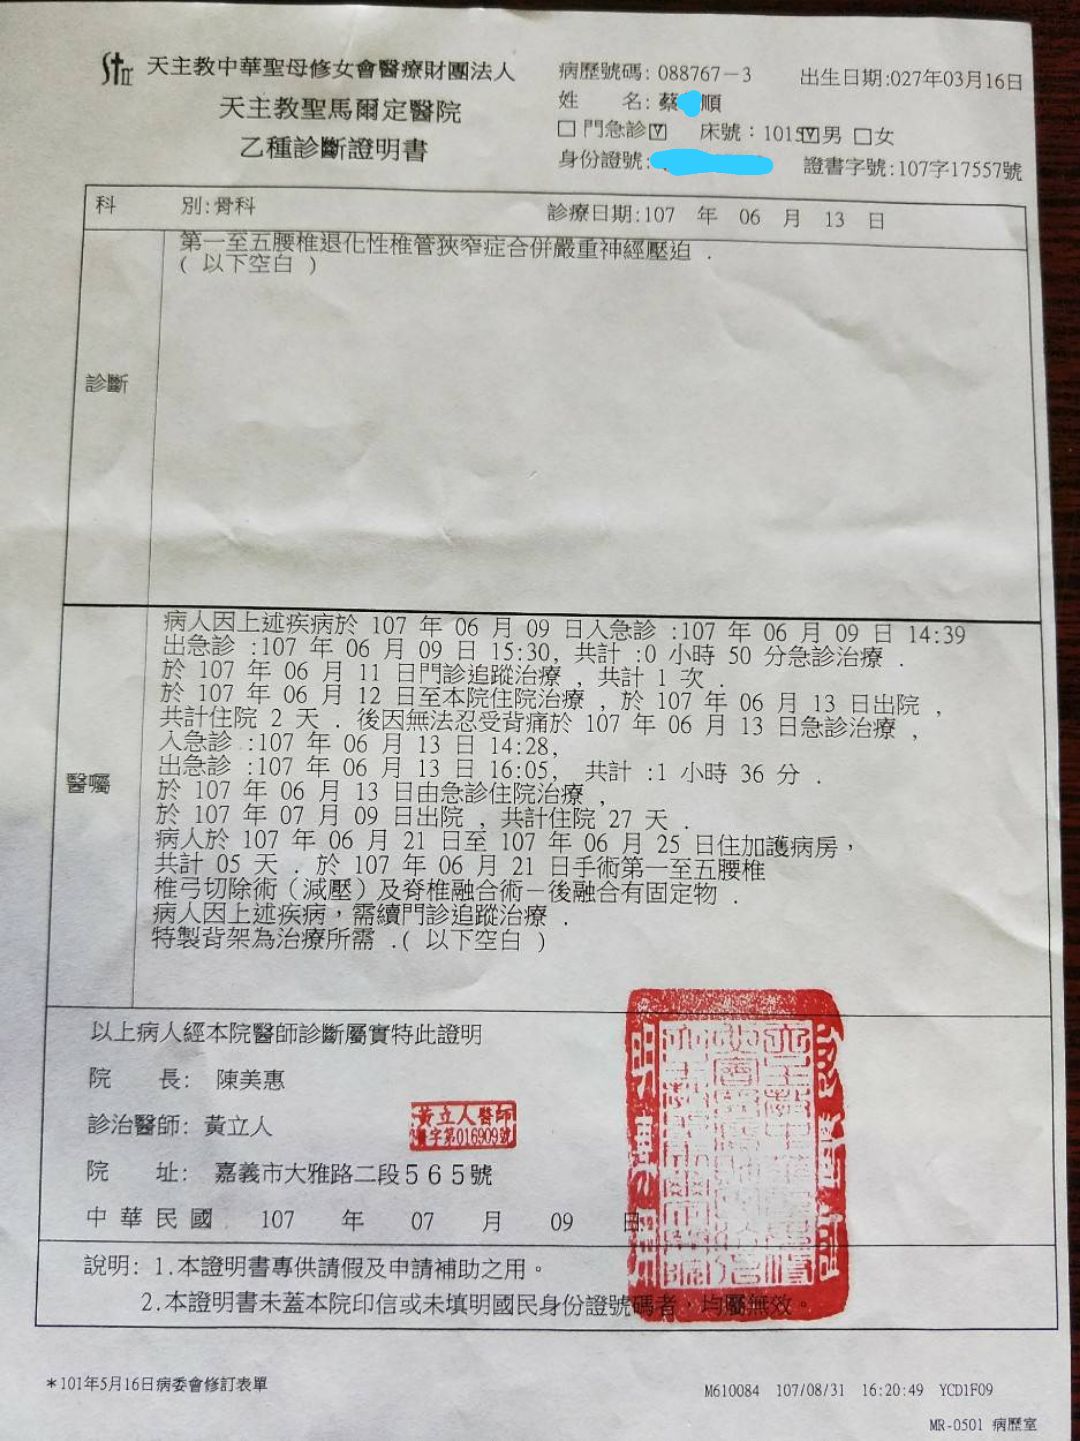 St.
天主教中華聖母修女會醫療財團法人
天主教聖馬爾定醫院
乙種診斷證明書
病歷號碼: 088767-3 出生日期:027年03月16日
姓 名: 蔡 順
□門急診☑ 床號：1015☑男 □女
身份證號: 證書字號:107字17557號
科 別:骨科 診療日期:107 年 06 月 13 日
診斷
第一至五腰椎退化性椎管狹窄症合併嚴重神經壓迫 .
( 以下空白 )
醫囑
病人因上述疾病於 107 年 06 月 09 日入急診 :107 年 06 月 09 日 14:39
出急診 :107 年 06 月 09 日 15:30, 共計 :0 小時 50 分急診治療 .
於 107 年 06 月 11 日門診追蹤治療 , 共計 1 次 .
於 107 年 06 月 12 日至本院住院治療 , 於 107 年 06 月 13 日出院 ,
共計住院 2 天 . 後因無法忍受背痛於 107 年 06 月 13 日急診治療 ,
入急診 :107 年 06 月 13 日 14:28,
出急診 :107 年 06 月 13 日 16:05, 共計 :1 小時 36 分 .
於 107 年 06 月 13 日由急診住院治療 ,
於 107 年 07 月 09 日出院 , 共計住院 27 天 .
病人於 107 年 06 月 21 日至 107 年 06 月 25 日住加護病房，
共計 05 天 . 於 107 年 06 月 21 日手術第一至五腰椎
椎弓切除術（減壓）及脊椎融合術－後融合有固定物 .
病人因上述疾病，需續門診追蹤治療 .
特製背架為治療所需 .( 以下空白 )
以上病人經本院醫師診斷屬實特此證明
院 長: 陳美惠
診治醫師: 黃立人
黃立人醫師
字第016909號
院 址: 嘉義市大雅路二段５６５號
中華民國 107 年 07 月 09 日
說明: 1.本證明書專供請假及申請補助之用。
2.本證明書未蓋本院印信或未填明國民身份證號碼者，均屬無效。
*101年5月16日病委會修訂表單
M610084 107/08/31 16:20:49 YCD1F09
MR-0501 病歷室